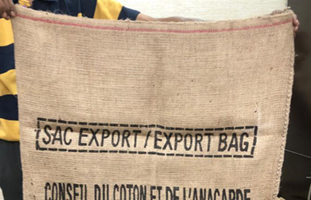 SAC EXPORT/EXPORT BAG
CONSEIL DU COTON ET DE L'ANACARDE